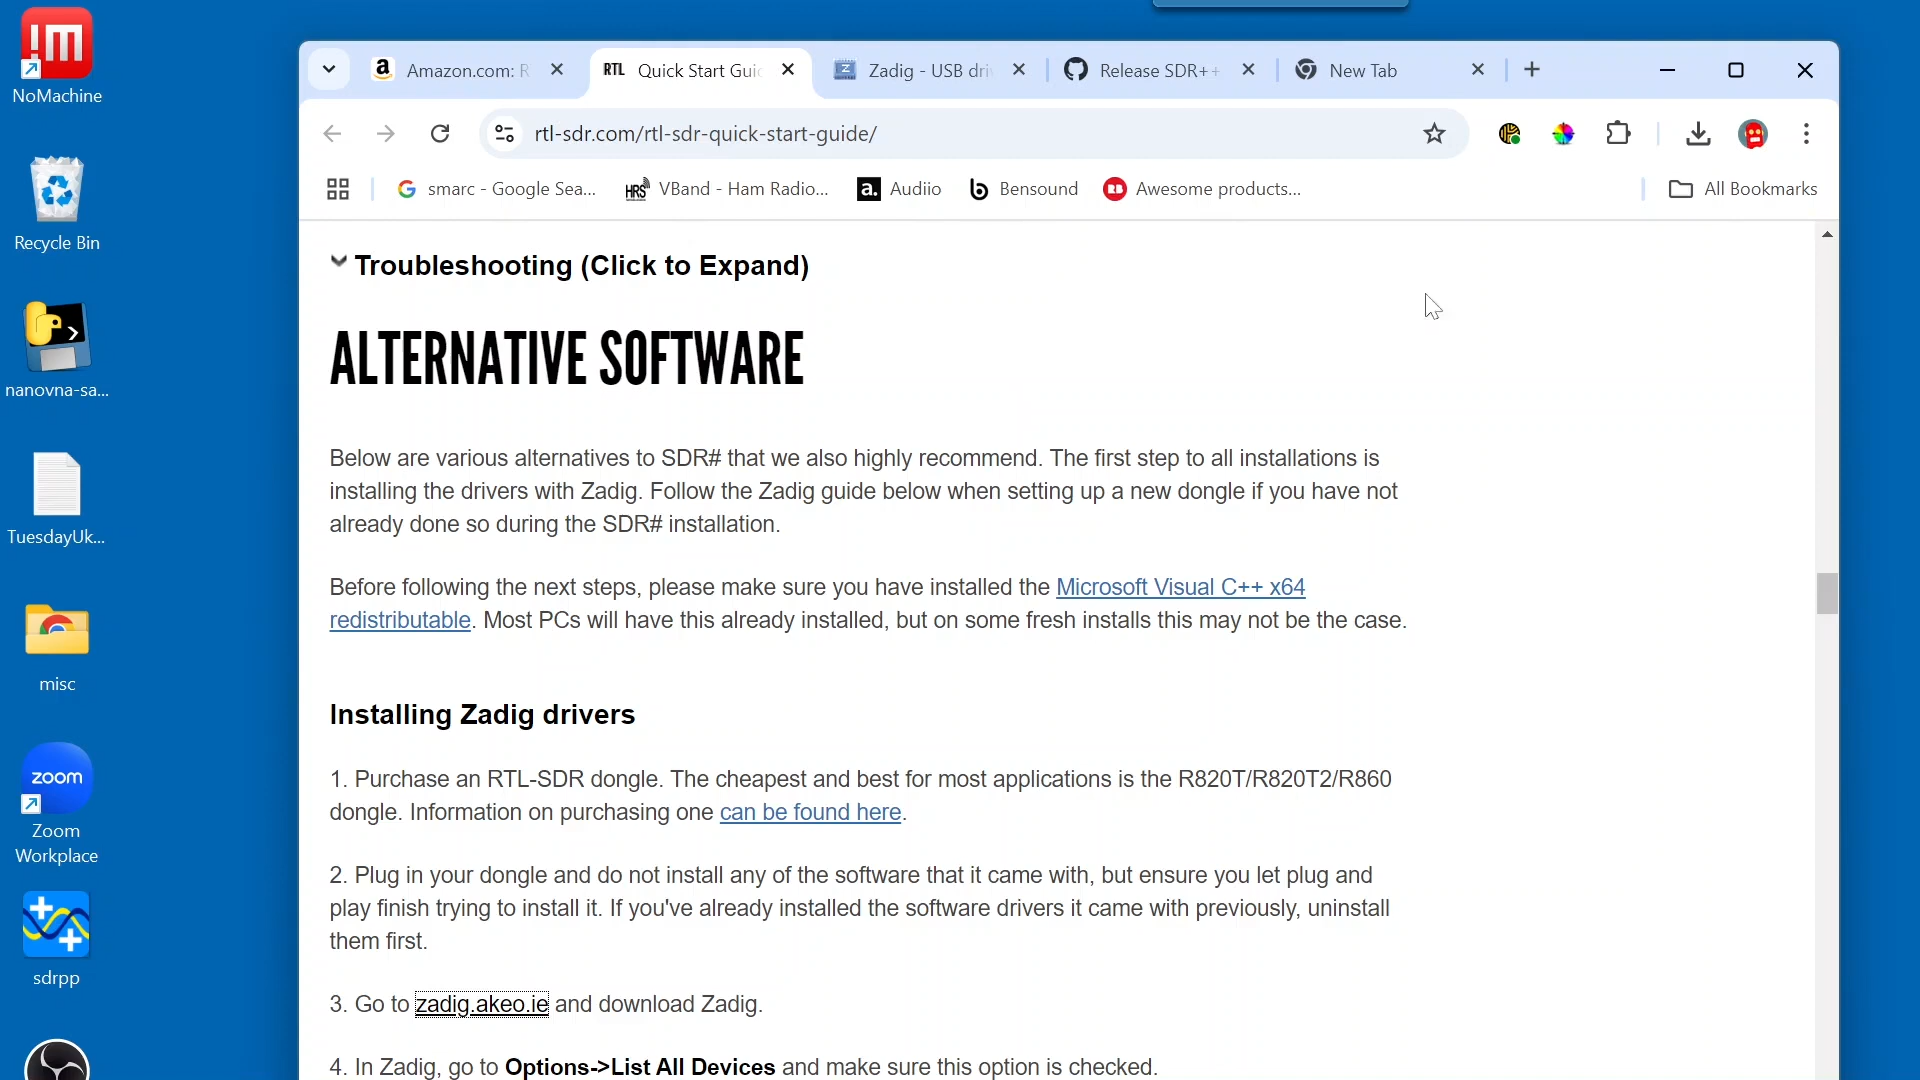 NoMachine
Recycle Bin
nanovna-sa...
TuesdayUk...
misc
zoom
Zoom
Workplace
sdrpp
Amazon.com: R
RTL Quick Start Guid
Zadig - USB driv
Release SDR++
New Tab
rtl-sdr.com/rtl-sdr-quick-start-guide/
smarc - Google Sea...
HRS VBand - Ham Radio...
a. Audiio
b Bensound
RB Awesome products...
All Bookmarks
Troubleshooting (Click to Expand)
ALTERNATIVE SOFTWARE
Below are various alternatives to SDR# that we also highly recommend. The first step to all installations is
installing the drivers with Zadig. Follow the Zadig guide below when setting up a new dongle if you have not
already done so during the SDR# installation.
Before following the next steps, please make sure you have installed the Microsoft Visual C++ x64
redistributable. Most PCs will have this already installed, but on some fresh installs this may not be the case.
Installing Zadig drivers
1. Purchase an RTL-SDR dongle. The cheapest and best for most applications is the R820T/R820T2/R860
dongle. Information on purchasing one can be found here.
2. Plug in your dongle and do not install any of the software that it came with, but ensure you let plug and
play finish trying to install it. If you've already installed the software drivers it came with previously, uninstall
them first.
3. Go to zadig.akeo.ie and download Zadig.
4. In Zadig, go to Options->List All Devices and make sure this option is checked.